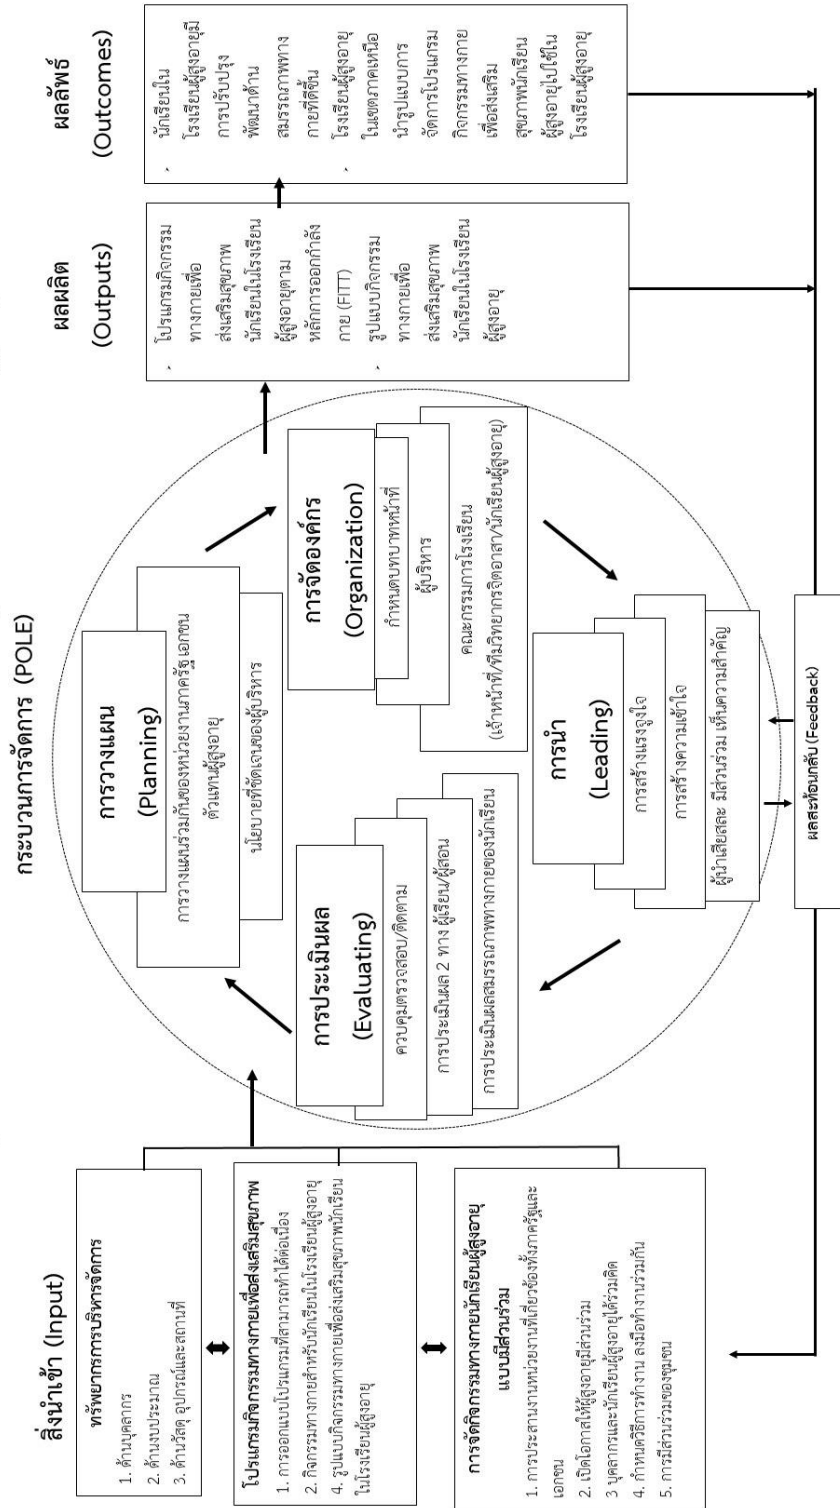 สิ่งนำเข้า (Input)
ทรัพยากรการบริหารจัดการ
1. ด้านบุคลากร
2. ด้านงบประมาณ
3. ด้านวัสดุ อุปกรณ์และสถานที่
โปรแกรมกิจกรรมทางกายเพื่อส่งเสริมสุขภาพ
1. การออกแบบโปรแกรมที่สามารถทำได้ต่อเนื่อง
2. กิจกรรมทางกายสำหรับนักเรียนในโรงเรียนผู้สูงอายุ
4. รูปแบบกิจกรรมทางกายเพื่อส่งเสริมสุขภาพนักเรียน
ในโรงเรียนผู้สูงอายุ
การจัดกิจกรรมทางกายนักเรียนผู้สูงอายุ
แบบมีส่วนร่วม
1. การประสานงานหน่วยงานที่เกี่ยวข้องทั้งภาครัฐและ
เอกชน
2. เปิดโอกาสให้ผู้สูงอายุมีส่วนร่วม
3 บุคลากรและนักเรียนผู้สูงอายุได้ร่วมคิด
4. กำหนดวิธีการทำงาน ลงมือทำงานร่วมกัน
5. การมีส่วนร่วมของชุมชน
กระบวนการจัดการ (POLE)
การวางแผน
(Planning)
การวางแผนร่วมกันของหน่วยงานภาครัฐ เอกชน
ตัวแทนผู้สูงอายุ
นโยบายที่ชัดเจนของผู้บริหาร
การจัดองค์กร
(Organization)
กำหนดบทบาทหน้าที่
ผู้บริหาร
คณะกรรมการโรงเรียน
(เจ้าหน้าที่/ทีมวิทยากรจิตอาสา/นักเรียนผู้สูงอายุ)
การนำ
(Leading)
การสร้างแรงจูงใจ
การสร้างความเข้าใจ
ผู้นำเสียสละ มีส่วนร่วม เห็นความสำคัญ
การประเมินผล
(Evaluating)
ควบคุมตรวจสอบ/ติดตาม
การประเมินผล 2 ทาง ผู้เรียน/ผู้สอน
การประเมินผลสมรรถภาพทางกายของนักเรียน
ผลผลิต
(Outputs)
โปรแกรมกิจกรรม
ทางกายเพื่อ
ส่งเสริมสุขภาพ
นักเรียนในโรงเรียน
ผู้สูงอายุตาม
หลักการออกกำลัง
กาย (FITT)
รูปแบบกิจกรรม
ทางกายเพื่อ
ส่งเสริมสุขภาพ
นักเรียนในโรงเรียน
ผู้สูงอายุ
ผลลัพธ์
(Outcomes)
นักเรียนใน
โรงเรียนผู้สูงอายุมี
การปรับปรุง
พัฒนาด้าน
สมรรถภาพทาง
กายที่ดีขึ้น
โรงเรียนผู้สูงอายุ
ในเขตภาคเหนือ
นำรูปแบบการ
จัดการโปรแกรม
กิจกรรมทางกาย
เพื่อส่งเสริม
สุขภาพนักเรียน
ผู้สูงอายุไปใช้ใน
โรงเรียนผู้สูงอายุ
ผลสะท้อนกลับ (Feedback)